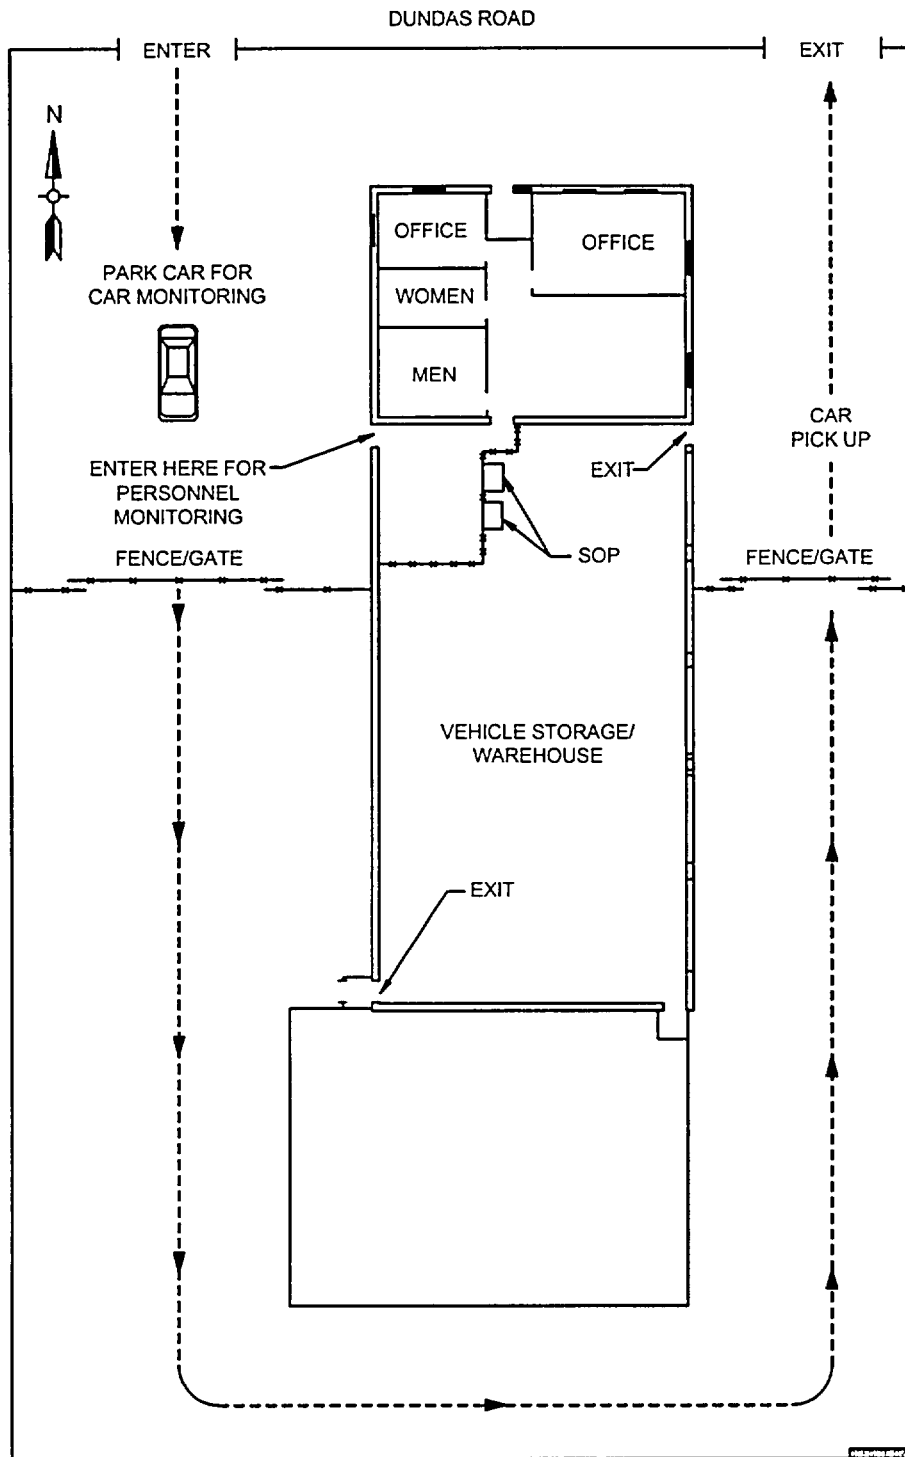 DUNDAS ROAD
ENTER
EXIT
N
OFFICE
OFFICE
PARK CAR FOR
CAR MONITORING
WOMEN
MEN
CAR
PICK UP
ENTER HERE FOR
PERSONNEL
MONITORING
EXIT
FENCE/GATE
SOP
FENCE/GATE
VEHICLE STORAGE/
WAREHOUSE
EXIT